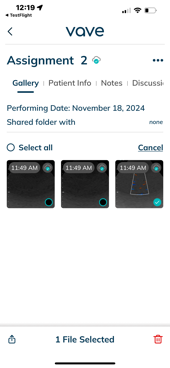 12:19
TestFlight
vave
Assignment 2
Gallery | Patient Info | Notes | Discussi
Performing Date: November 18, 2024
Shared folder with none
Select all Cancel
11:49 AM 11:49 AM 11:49 AM
1 File Selected